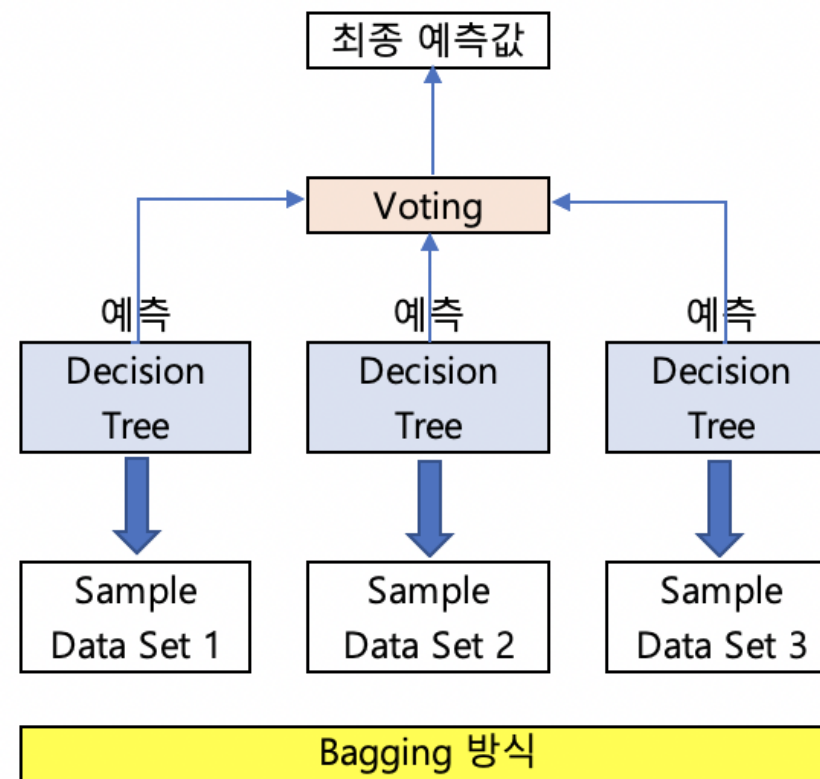 최종 예측값
Voting
예측 예측 예측
Decision Decision Decision
Tree Tree Tree
Sample Sample Sample
Data Set 1 Data Set 2 Data Set 3
Bagging 방식